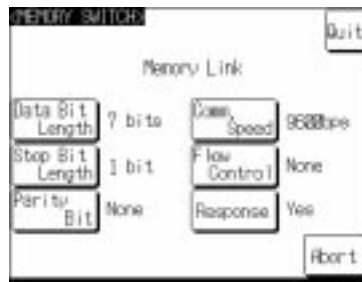 <MEMORY SWITCH>
Quit
Memory Link
Data Bit
Length
7 bits
Comm.
Speed
9600bps
Stop Bit
Length
1 bit
Flow
Control
None
Parity
Bit
None
Response
Yes
Abort